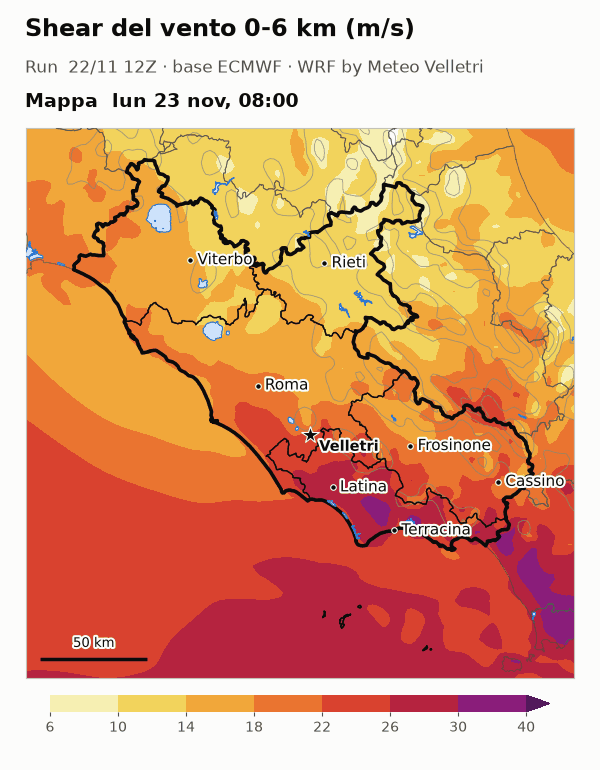 Shear del vento 0-6 km (m/s)
Run  22/11 12Z · base ECMWF · WRF by Meteo Velletri
Mappa  lun 23 nov, 08:00
Viterbo
Rieti
Roma
Velletri
Frosinone
Latina
Cassino
Terracina
50 km
6 10 14 18 22 26 30 40